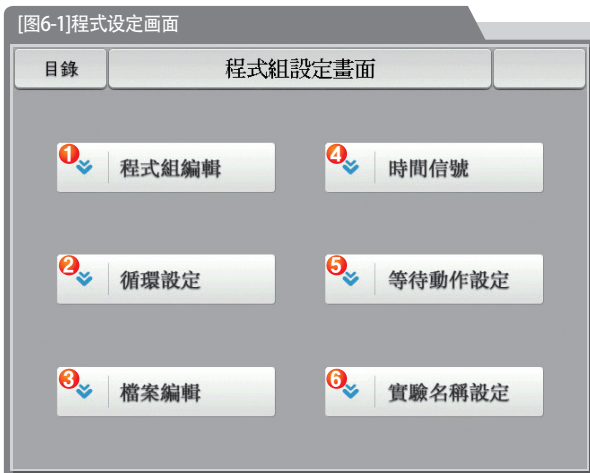 [图6-1]程式设定画面
目錄
程式組設定畫面
1 程式組編輯
4 時間信號
2 循環設定
5 等待動作設定
3 檔案編輯
6 實驗名稱設定